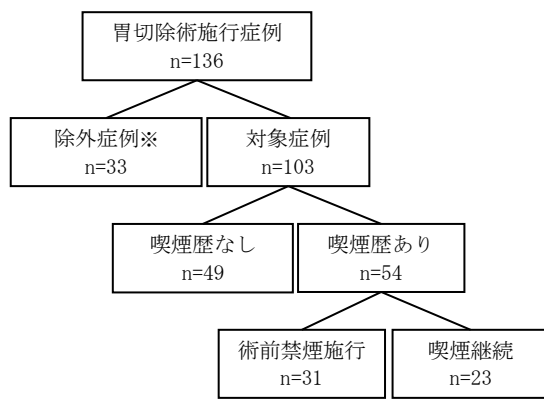 胃切除術施行症例
n=136
除外症例※
n=33
対象症例
n=103
喫煙歴なし
n=49
喫煙歴あり
n=54
術前禁煙施行
n=31
喫煙継続
n=23